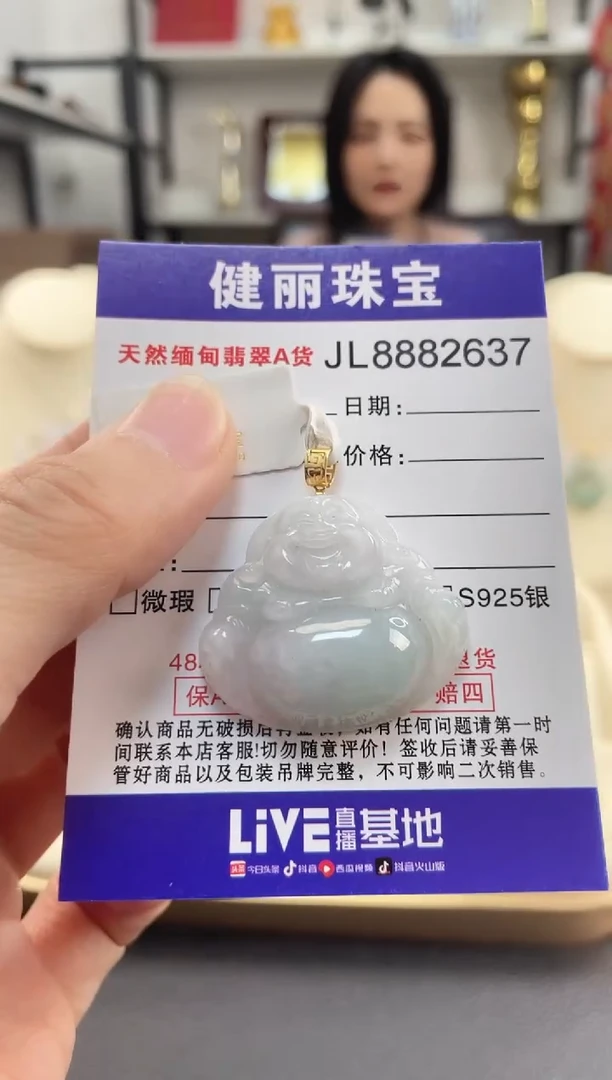 健丽珠宝
天然缅甸翡翠A货 JL8882637
日期:
价格:
微瑕 S925银
48 货
保 赔四
确认商品无破损后 如有任何问题请第一时
间联系本店客服!切勿随意评价! 签收后请妥善保
管好商品以及包装吊牌完整，不可影响二次销售。
LiVE直播基地
头条 今日头条 抖音 西瓜视频 抖音火山版